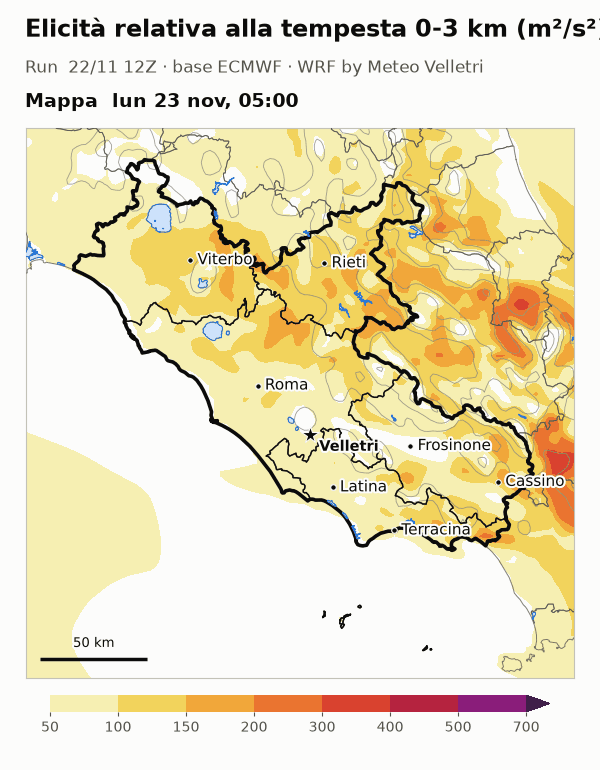 Elicità relativa alla tempesta 0-3 km (m²/s²)
Run 22/11 12Z · base ECMWF · WRF by Meteo Velletri
Mappa lun 23 nov, 05:00
Viterbo
Rieti
Roma
Velletri
Frosinone
Cassino
Latina
Terracina
50 km
50 100 150 200 300 400 500 700